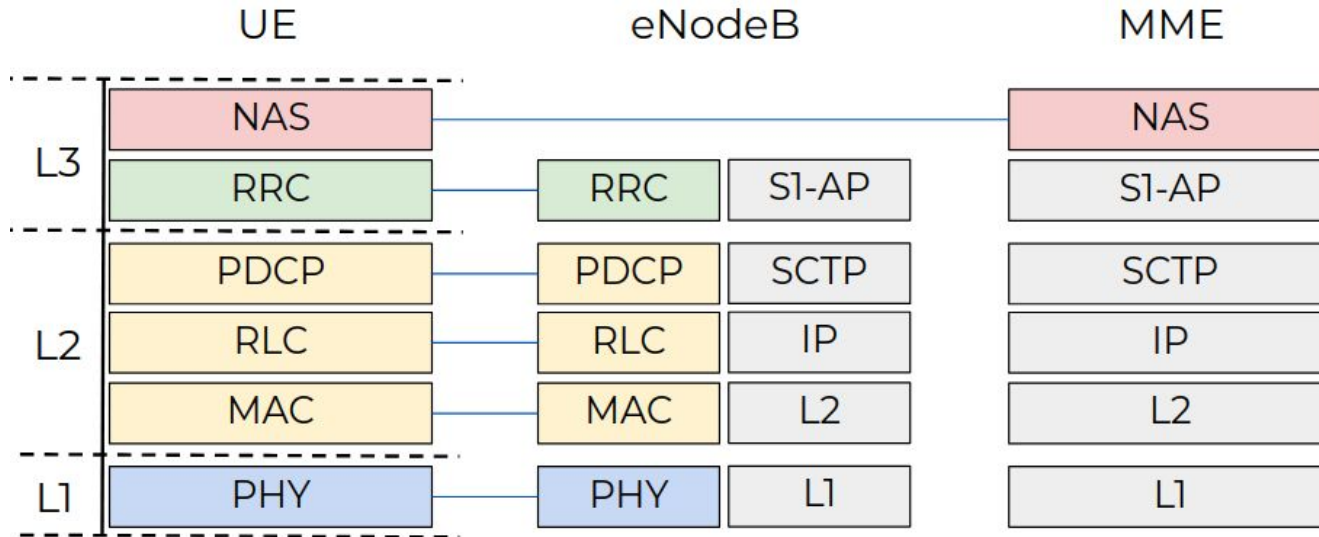 UE eNodeB MME
NAS NAS
L3
RRC RRC S1-AP S1-AP
PDCP PDCP SCTP SCTP
L2 RLC RLC IP IP
MAC MAC L2 L2
L1 PHY PHY L1 L1